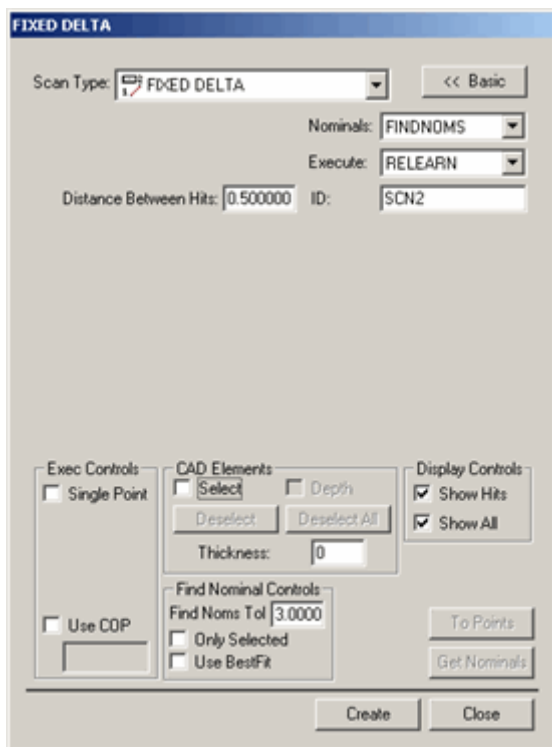 FIXED DELTA
Scan Type: FIXED DELTA << Basic
Nominals: FINDNOMS
Execute: RELEARN
Distance Between Hits: 0.500000 ID: SCN2
Exec Controls CAD Elements Display Controls
Single Point Select Depth Show Hits
Deselect Deselect All Show All
Thickness: 0
Find Nominal Controls
Find Noms Tol 3.0000 To Points
Use COP Only Selected
Use BestFit Get Nominals
Create Close